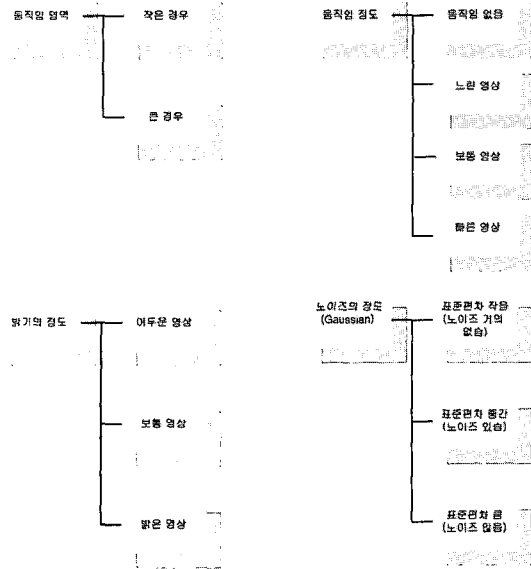 움직임 영역
작은 경우
큰 경우
움직임 정도
움직임 없음
느린 영상
보통 영상
빠른 영상
밝기의 정도
어두운 영상
보통 영상
밝은 영상
노이즈의 정도
(Gaussian)
표준편차 작음
(노이즈 거의
없음)
표준편차 중간
(노이즈 있음)
표준편차 큼
(노이즈 많음)